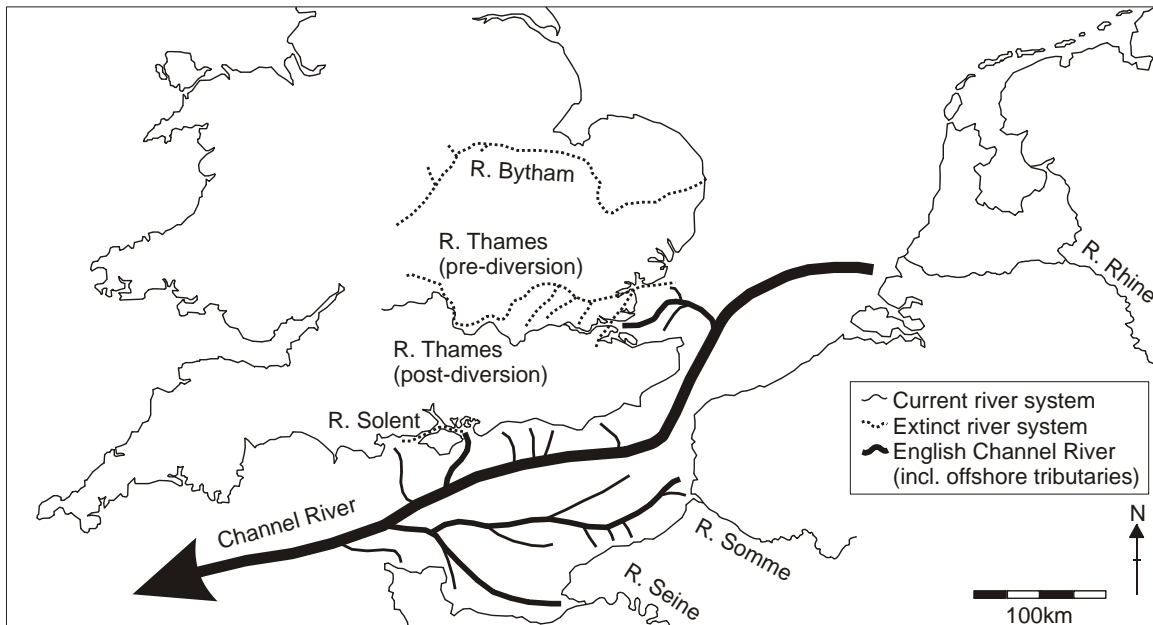 R. Bytham
R. Thames
(pre-diversion)
R. Rhine
R. Thames
(post-diversion)
R. Solent
Current river system
Extinct river system
English Channel River
(incl. offshore tributaries)
Channel River
R. Somme
R. Seine
N
100km